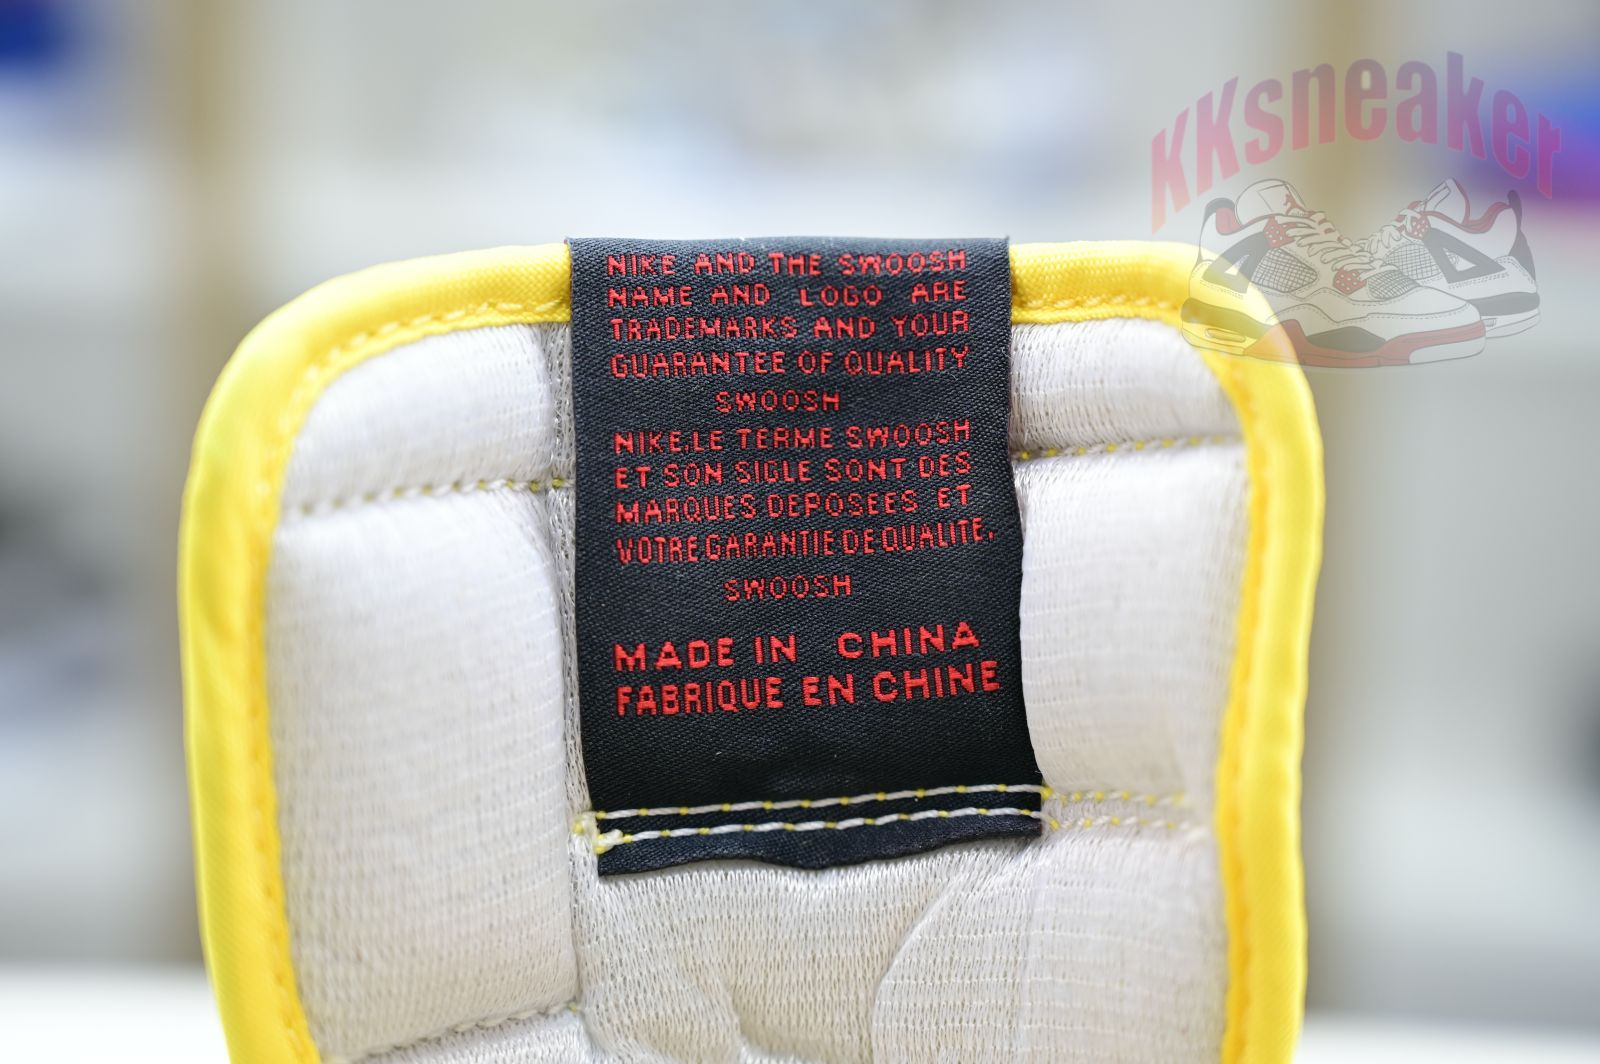 KKsneaker
NIKE AND THE SWOOSH
NAME AND LOGO ARE
TRADEMARKS AND YOUR
GUARANTEE OF QUALITY
SWOOSH
NIKE.LE TERME SWOOSH
ET SON SIGLE SONT DES
MARQUES DEPOSEES ET
VOTRE GARANTIE DE QUALITE.
SWOOSH
MADE IN CHINA
FABRIQUE EN CHINE